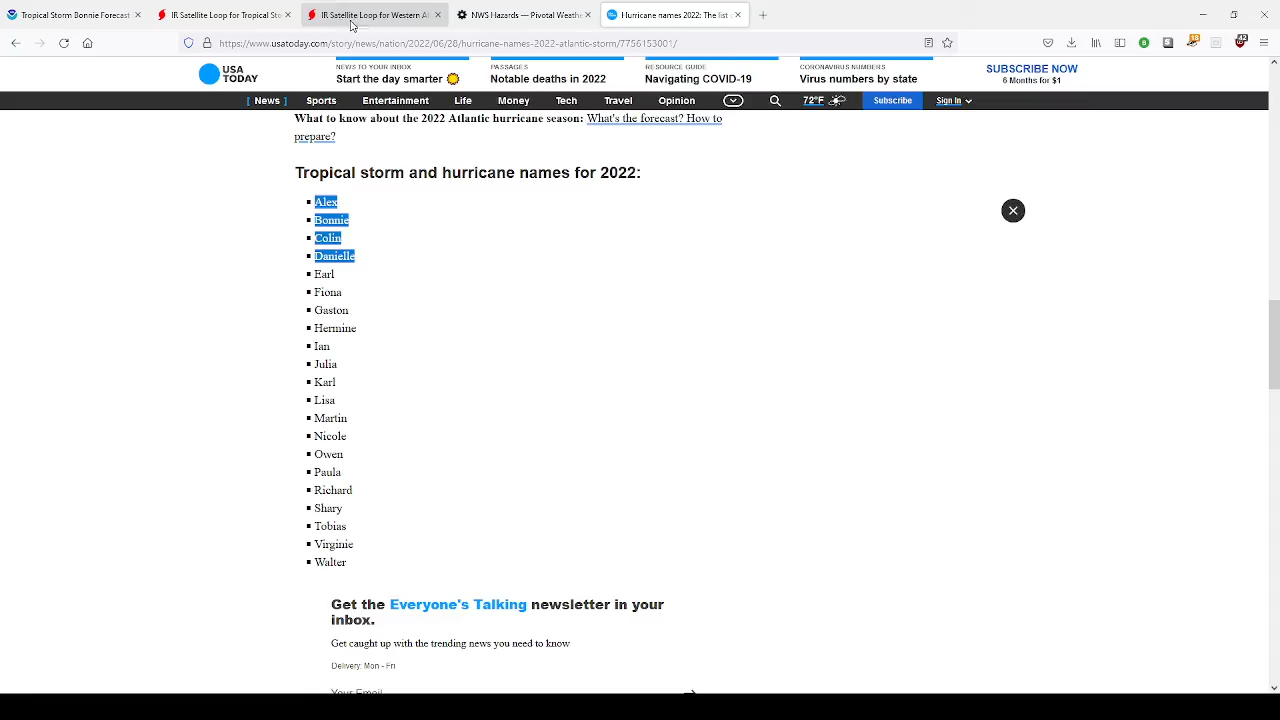 Tropical Storm Bonnie Forecast
IR Satellite Loop for Tropical Sto
IR Satellite Loop for Western Atl
NWS Hazards — Pivotal Weathe
Hurricane names 2022: The list
https://www.usatoday.com/story/news/nation/2022/06/28/hurricane-names-2022-atlantic-storm/7756153001/
USA
TODAY
NEWS TO YOUR INBOX
Start the day smarter
PASSAGES
Notable deaths in 2022
RESOURCE GUIDE
Navigating COVID-19
CORONAVIRUS NUMBERS
Virus numbers by state
SUBSCRIBE NOW
6 Months for $1
[ News ] Sports Entertainment Life Money Tech Travel Opinion 72°F Subscribe Sign In
What to know about the 2022 Atlantic hurricane season: What's the forecast? How to
prepare?
Tropical storm and hurricane names for 2022:
Alex
Bonnie
Colin
Danielle
Earl
Fiona
Gaston
Hermine
Ian
Julia
Karl
Lisa
Martin
Nicole
Owen
Paula
Richard
Shary
Tobias
Virginie
Walter
Get the Everyone's Talking newsletter in your
inbox.
Get caught up with the trending news you need to know
Delivery: Mon - Fri
Your Email